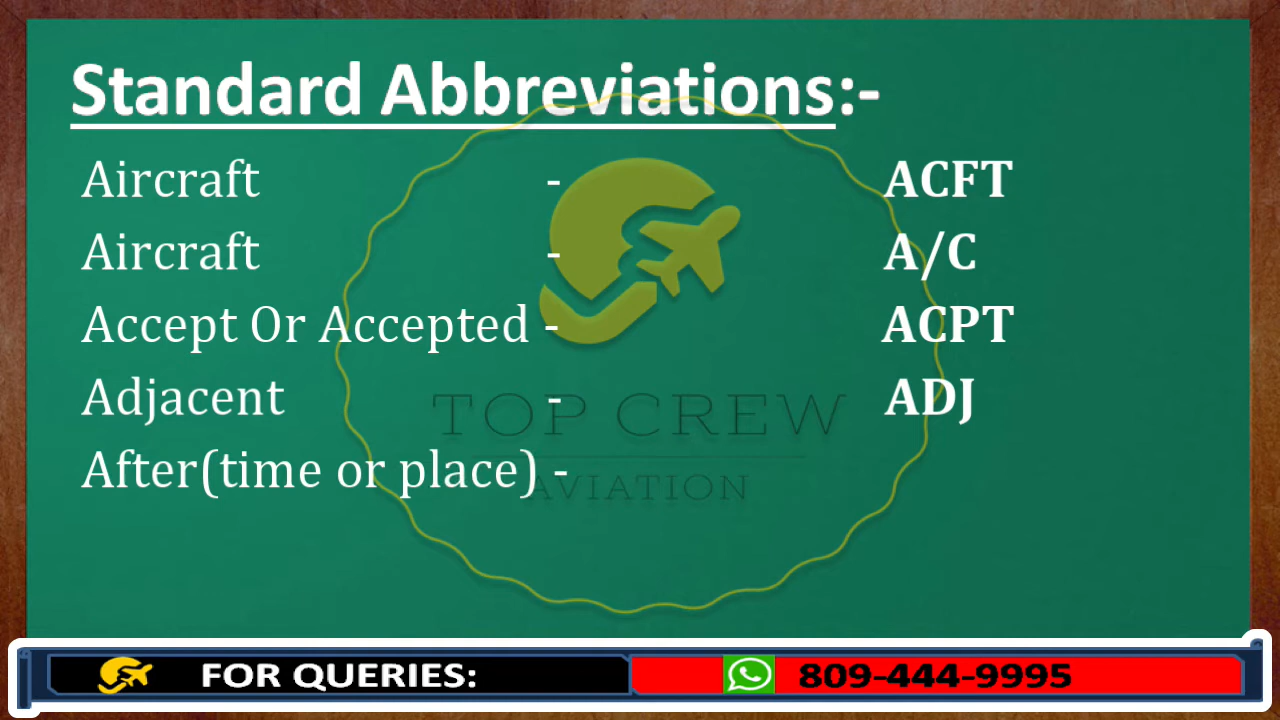 Standard Abbreviations:-
Aircraft - ACFT
Aircraft - A/C
Accept Or Accepted - ACPT
Adjacent - ADJ
After(time or place) -
TOP CREW
AVIATION
FOR QUERIES: 809-444-9995